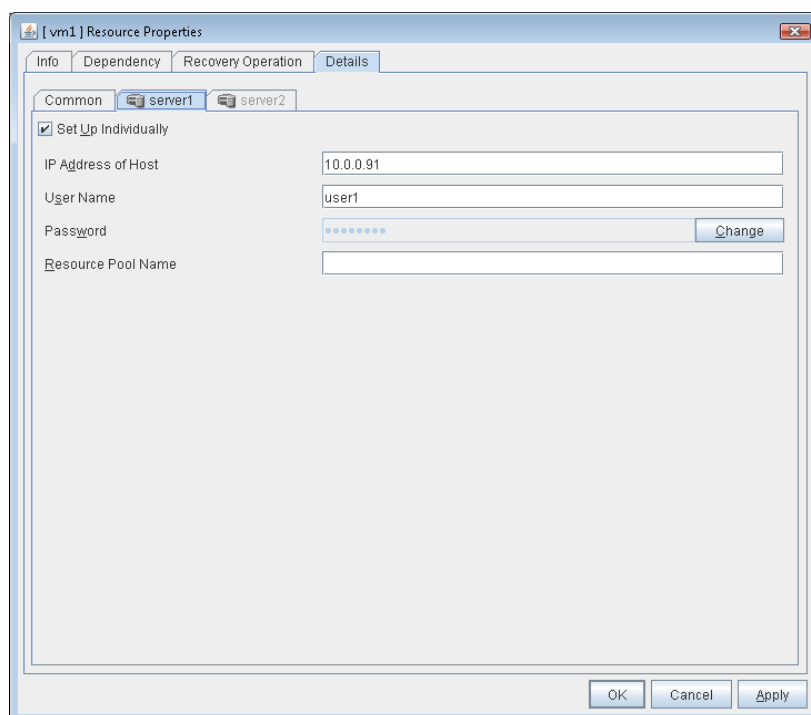 [ vm1 ] Resource Properties
Info Dependency Recovery Operation Details
Common server1 server2
Set Up Individually
IP Address of Host 10.0.0.91
User Name user1
Password •••••••• Change
Resource Pool Name
OK Cancel Apply